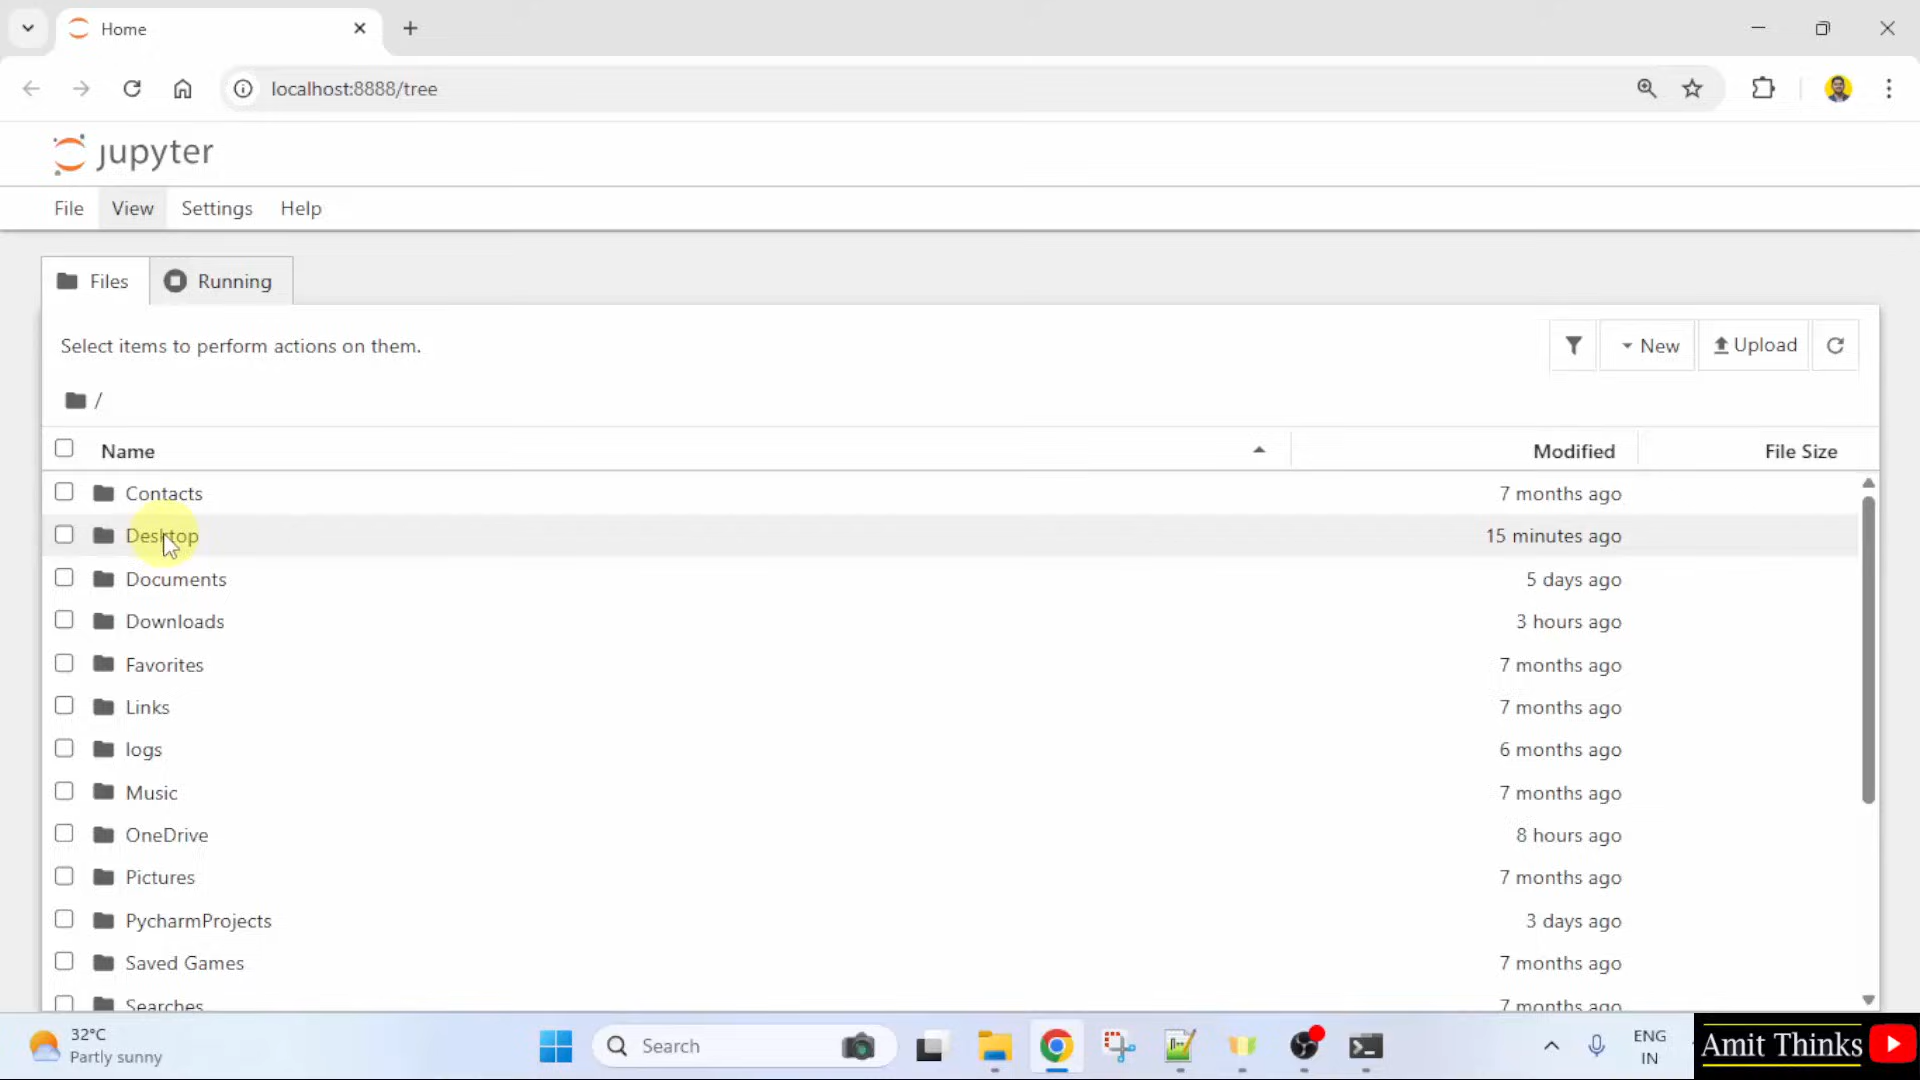 Home
localhost:8888/tree
jupyter
File View Settings Help
Files Running
Select items to perform actions on them.
New Upload
/
Name Modified File Size
Contacts 7 months ago
Desktop 15 minutes ago
Documents 5 days ago
Downloads 3 hours ago
Favorites 7 months ago
Links 7 months ago
logs 6 months ago
Music 7 months ago
OneDrive 8 hours ago
Pictures 7 months ago
PycharmProjects 3 days ago
Saved Games 7 months ago
Searches 7 months ago
32°C
Partly sunny
Search
ENG
IN
Amit Thinks